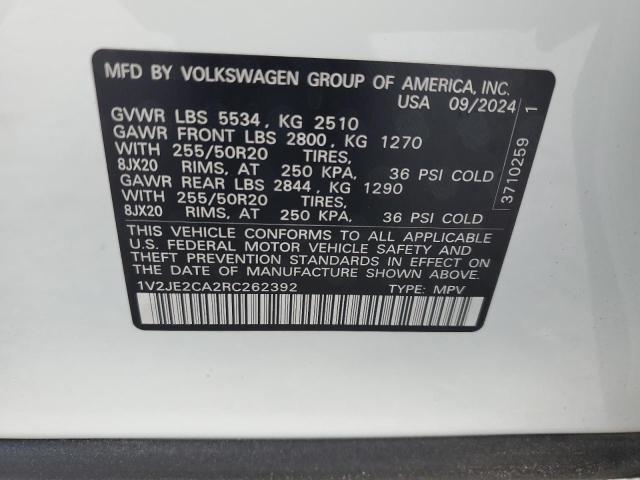 MFD BY VOLKSWAGEN GROUP OF AMERICA, INC.
USA 09/2024
GVWR LBS 5534 , KG 2510
GAWR FRONT LBS 2800 , KG 1270
WITH 255/50R20 TIRES,
8JX20 RIMS, AT 250 KPA, 36 PSI COLD
GAWR REAR LBS 2844 , KG 1290
WITH 255/50R20 TIRES,
8JX20 RIMS, AT 250 KPA, 36 PSI COLD
THIS VEHICLE CONFORMS TO ALL APPLICABLE
U.S. FEDERAL MOTOR VEHICLE SAFETY AND
THEFT PREVENTION STANDARDS IN EFFECT ON
THE DATE OF MANUFACTURE SHOWN ABOVE.
1V2JE2CA2RC262392 TYPE: MPV
3710259 1